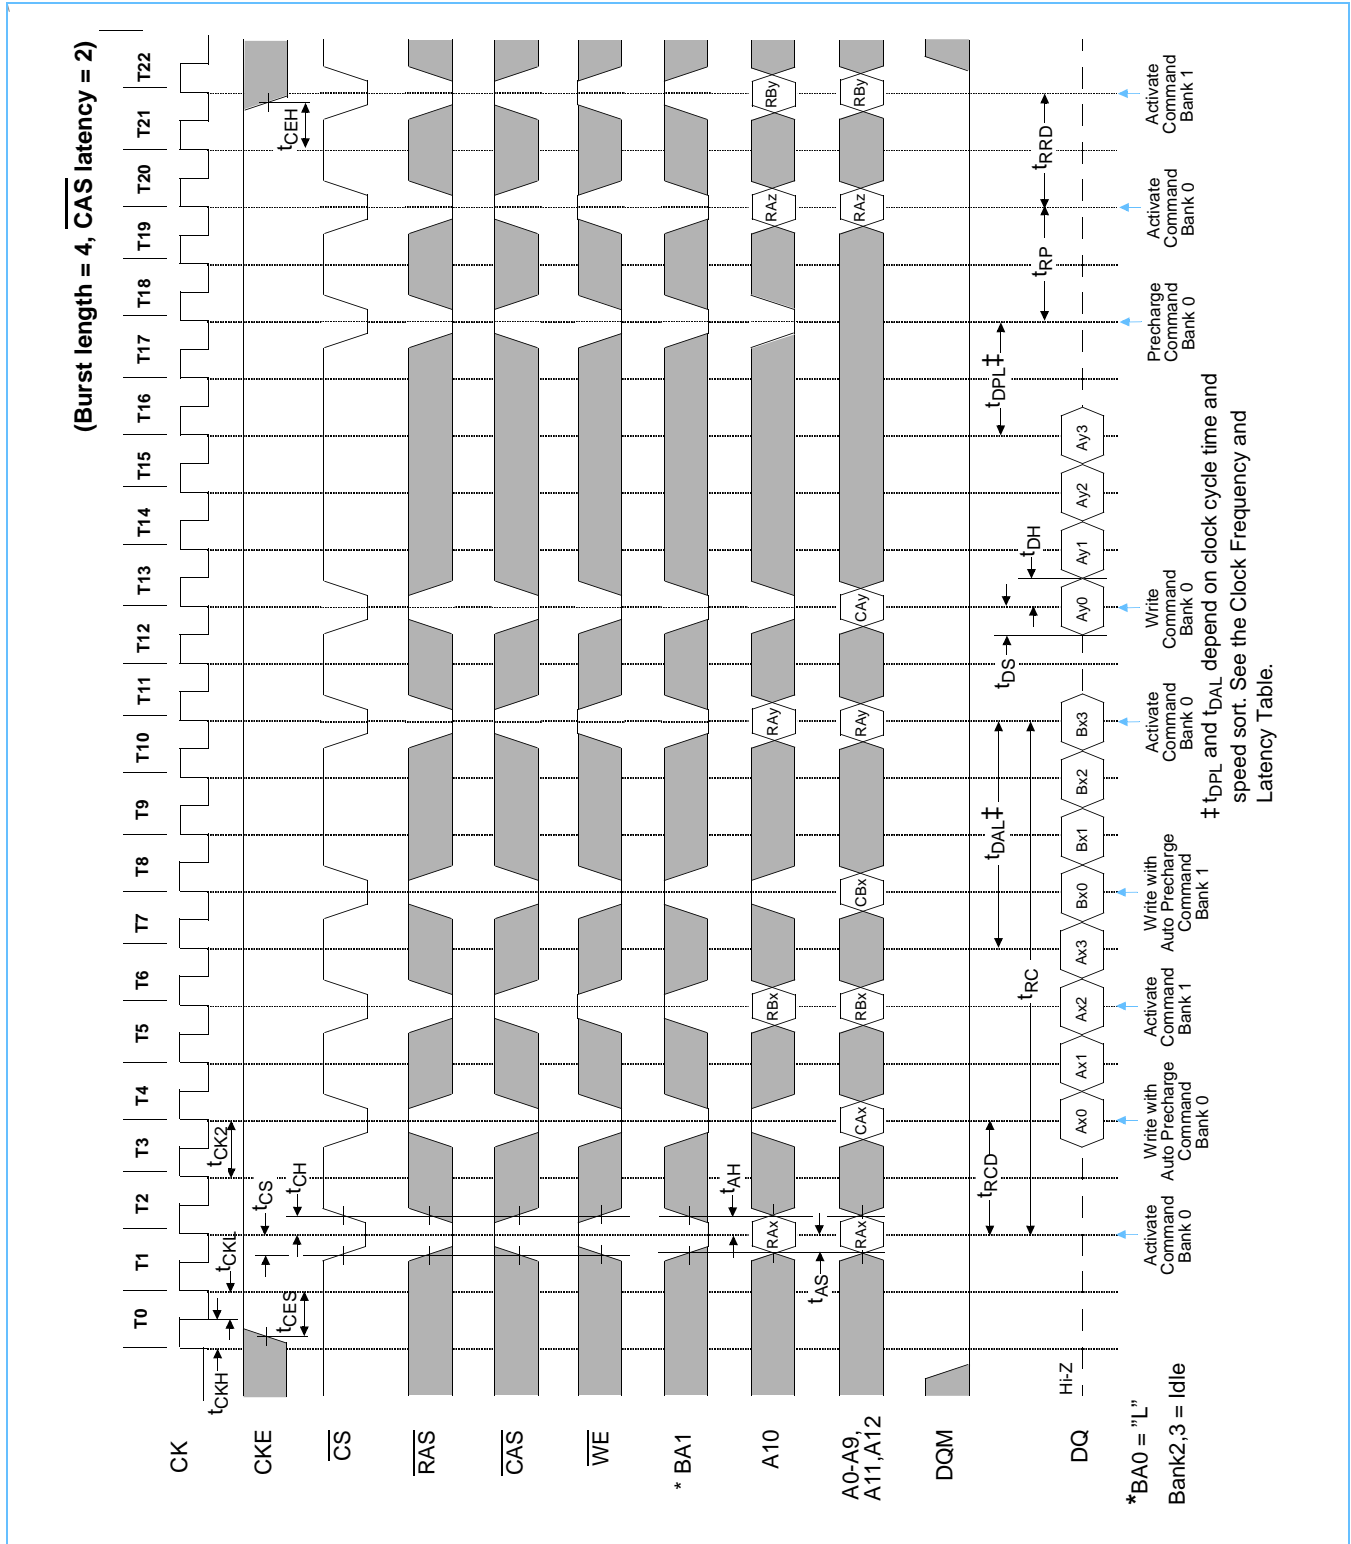 (Burst length = 4, CAS latency = 2)
T0 T1 T2 T3 T4 T5 T6 T7 T8 T9 T10 T11 T12 T13 T14 T15 T16 T17 T18 T19 T20 T21 T22
CK
tCKH
tCKL
tCK2
CKE
tCES
tCS
tCEH
CS
tCH
RAS
CAS
WE
* BA1
tAH
A10
RAx RBx RAy RAz RBy
tAS
A0-A9,
A11,A12
RAx CAx RBx CBx RAy CAy RAz RBy
DQM
tRCD
tDAL‡
tDS
tDPL‡
tRC
tDH
tRP
tRRD
DQ
Hi-Z
Ax0 Ax1 Ax2 Ax3 Bx0 Bx1 Bx2 Bx3 Ay0 Ay1 Ay2 Ay3
Activate
Command
Bank 0
Write with
Auto Precharge
Command
Bank 0
Activate
Command
Bank 1
Write with
Auto Precharge
Command
Bank 1
Activate
Command
Bank 0
Write
Command
Bank 0
Precharge
Command
Bank 0
Activate
Command
Bank 0
Activate
Command
Bank 1
*BA0 = ”L”
Bank2,3 = Idle
‡ tDPL and tDAL depend on clock cycle time and
speed sort. See the Clock Frequency and
Latency Table.